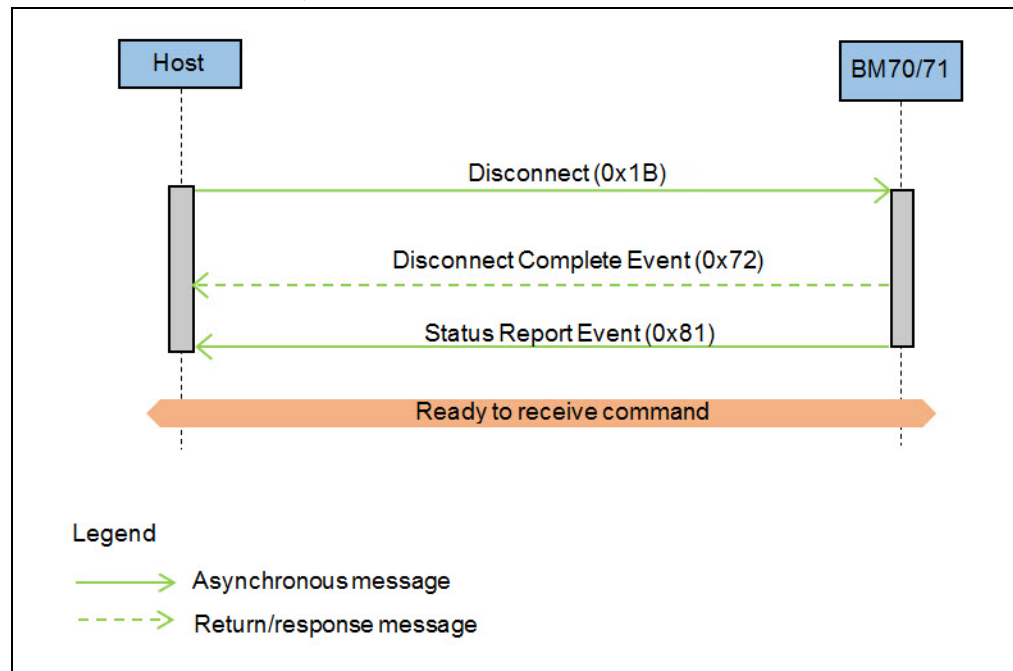 Host
BM70/71
Disconnect (0x1B)
Disconnect Complete Event (0x72)
Status Report Event (0x81)
Ready to receive command
Legend
Asynchronous message
Return/response message